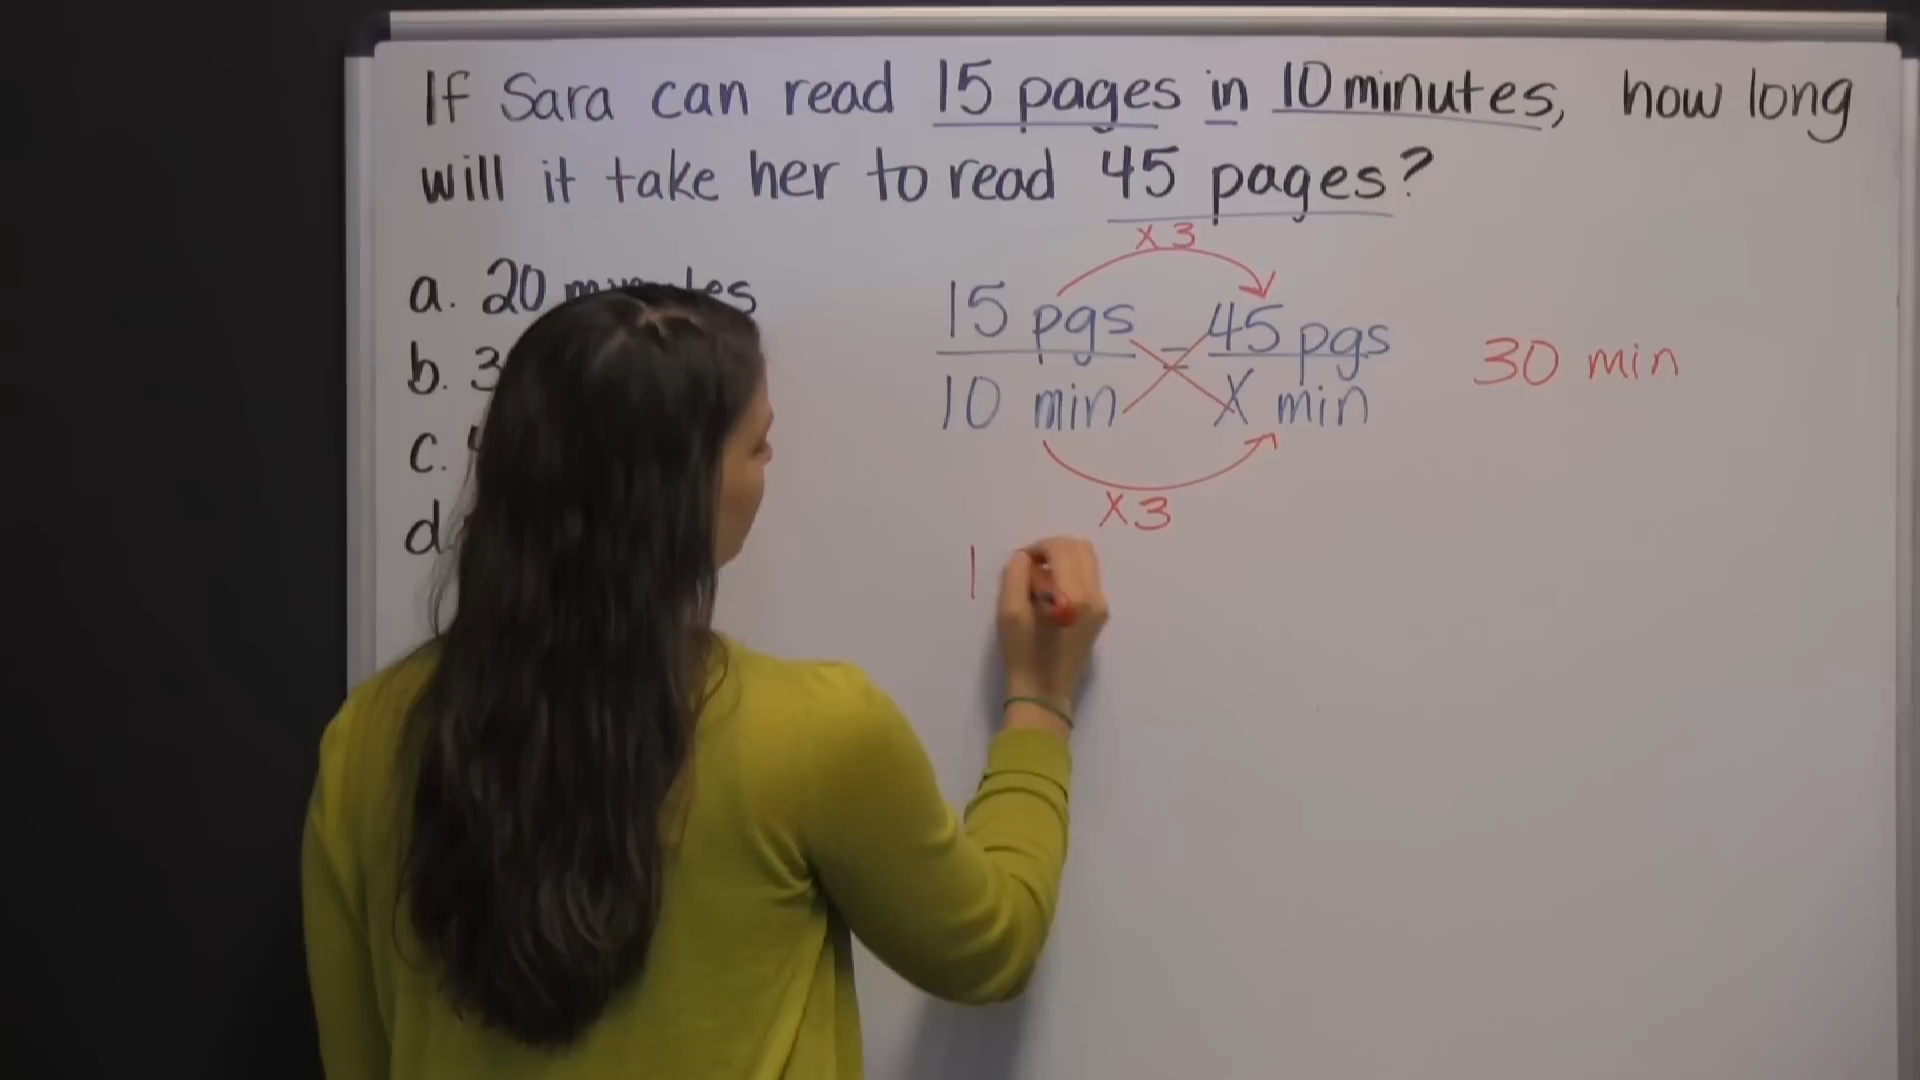 If Sara can read 15 pages in 10 minutes, how long
will it take her to read 45 pages?
x 3
a. 20 minutes
15 pgs = 45 pgs
10 min X min
30 min
b. 3
c.
d
x 3
1